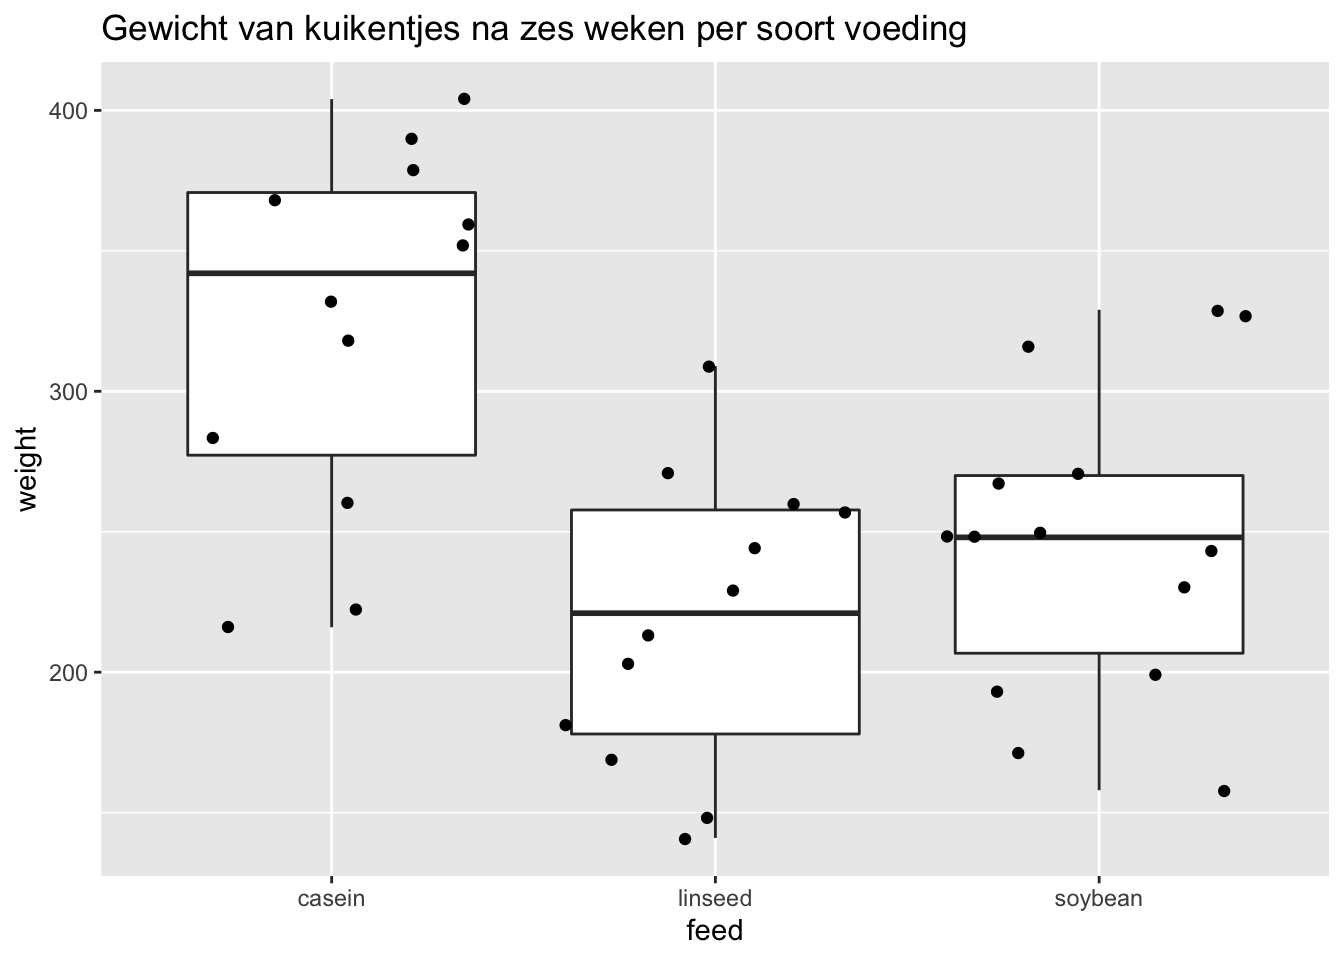 Gewicht van kuikentjes na zes weken per soort voeding
400
300
200
weight
casein linseed soybean
feed